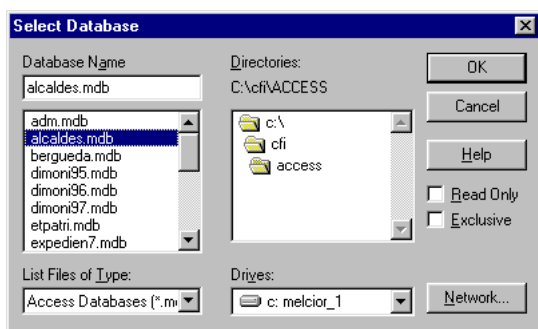 Select Database
Database Name
alcaldes.mdb
adm.mdb
alcaldes.mdb
bergueda.mdb
dimoni95.mdb
dimoni96.mdb
dimoni97.mdb
etpatri.mdb
expedien7.mdb
List Files of Type:
Access Databases (*.m
Directories:
C:\cfi\ACCESS
c:\
cfi
access
Drives:
c: melcior_1
OK
Cancel
Help
Read Only
Exclusive
Network...